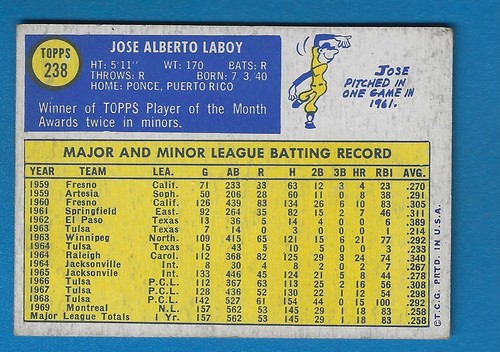 TOPPS
238
JOSE ALBERTO LABOY
HT: 5'11" WT: 170 BATS: R
THROWS: R BORN: 7 3 40
HOME: PONCE, PUERTO RICO
Winner of TOPPS Player of the Month
Awards twice in minors.
JOSE
PITCHED IN
ONE GAME IN
1961.
MAJOR AND MINOR LEAGUE BATTING RECORD
YEAR TEAM LEA. G AB R H 2B 3B HR RBI AVG.
1959 Fresno Calif. 71 233 33 63 12 3 4 23 .270
1959 Artesia Soph. 50 206 28 60 11 0 8 38 .291
1960 Fresno Calif. 126 439 83 134 26 6 10 83 .305
1961 Springfield East. 92 264 35 82 15 2 7 46 .311
1962 El Paso Texas 13 36 5 14 4 0 0 6 .389
1963 Tulsa Texas 7 14 0 3 0 0 0 1 .214
1963 Winnipeg North. 109 415 65 121 15 6 21 77 .292
1964 Tulsa Texas 15 43 5 10 5 0 0 3 .233
1964 Raleigh Carol. 112 368 62 125 29 3 24 74 .340
1964 Jacksonville Int. 8 30 4 8 0 2 0 7 .267
1965 Jacksonville Int. 133 446 45 124 21 5 8 44 .278
1966 Tulsa P.C.L. 112 367 63 112 25 2 16 56 .308
1967 Tulsa P.C.L. 138 452 50 130 22 1 12 54 .298
1968 Tulsa P.C.L. 142 527 61 154 44 0 15 100 .292
1969 Montreal N.L. 157 562 53 145 29 1 18 83 .258
Major League Totals 1 Yr. 157 562 53 145 29 1 18 83 .258
©T.C.G. PRTD. IN U.S.A.